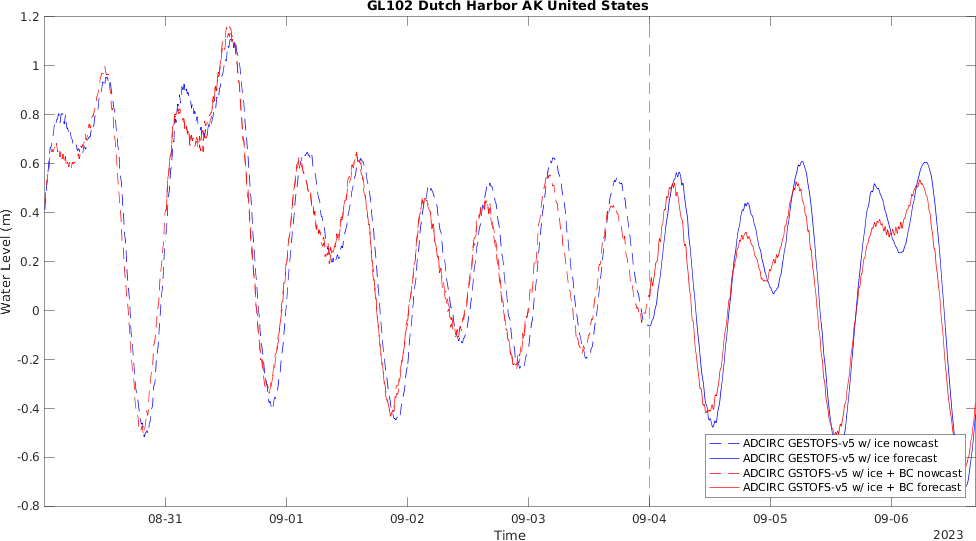 GL102 Dutch Harbor AK United States
1.2
1
0.8
0.6
0.4
0.2
0
-0.2
-0.4
-0.6
-0.8
Water Level (m)
ADCIRC GESTOFS-v5 w/ ice nowcast
ADCIRC GESTOFS-v5 w/ ice forecast
ADCIRC GSTOFS-v5 w/ ice + BC nowcast
ADCIRC GSTOFS-v5 w/ ice + BC forecast
08-31 09-01 09-02 09-03 09-04 09-05 09-06
Time
2023